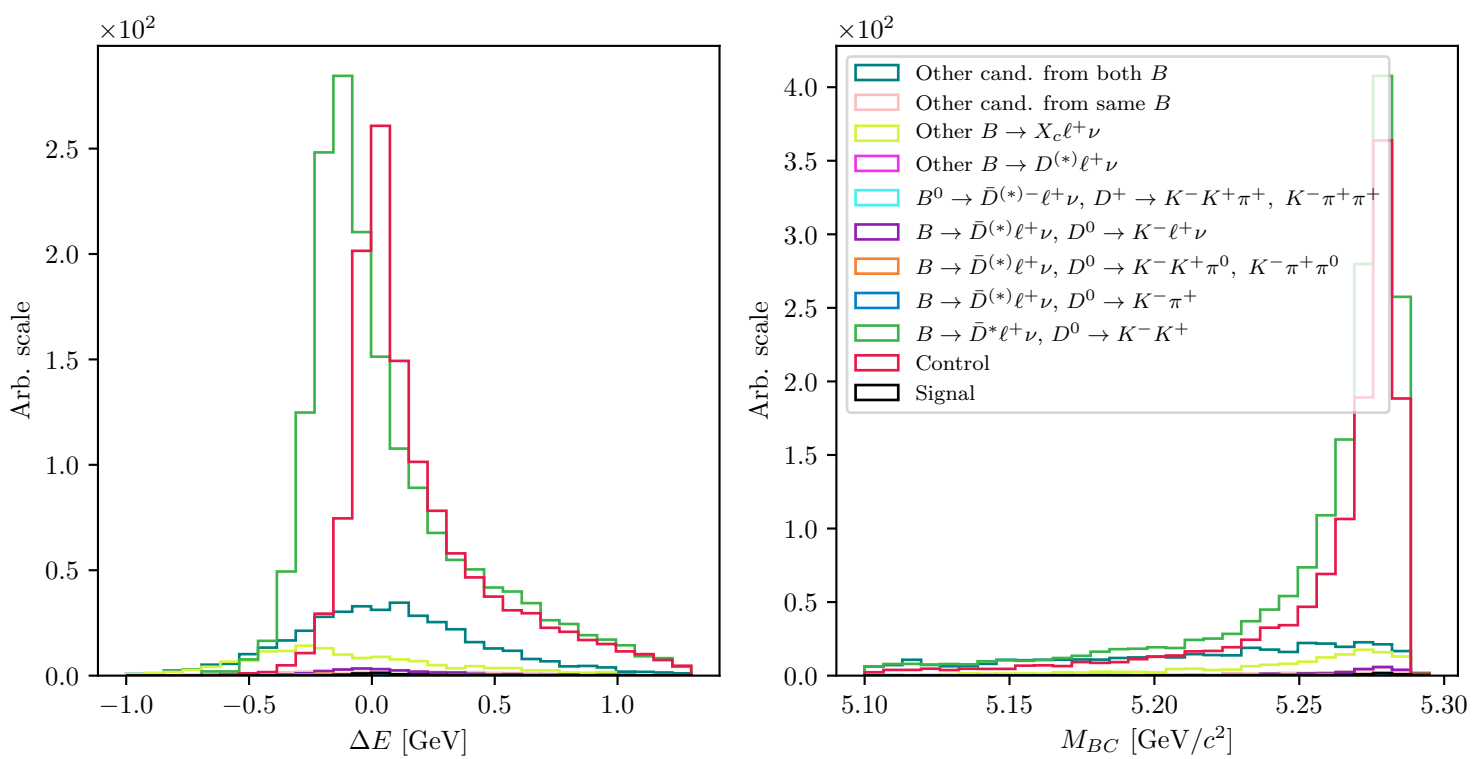 ×10²
Arb. scale
2.5
2.0
1.5
1.0
0.5
0.0
−1.0 −0.5 0.0 0.5 1.0
ΔE [GeV]
×10²
Arb. scale
4.0
3.5
3.0
2.5
2.0
1.5
1.0
0.5
0.0
5.10 5.15 5.20 5.25 5.30
M_{BC} [GeV/c²]
Other cand. from both B
Other cand. from same B
Other B → X_cℓ⁺ν
Other B → D^{(*)}ℓ⁺ν
B⁰ → D̄^{(*)−}ℓ⁺ν, D⁺ → K⁻K⁺π⁺, K⁻π⁺π⁺
B → D̄^{(*)}ℓ⁺ν, D⁰ → K⁻ℓ⁺ν
B → D̄^{(*)}ℓ⁺ν, D⁰ → K⁻K⁺π⁰, K⁻π⁺π⁰
B → D̄^{(*)}ℓ⁺ν, D⁰ → K⁻π⁺
B → D̄*ℓ⁺ν, D⁰ → K⁻K⁺
Control
Signal